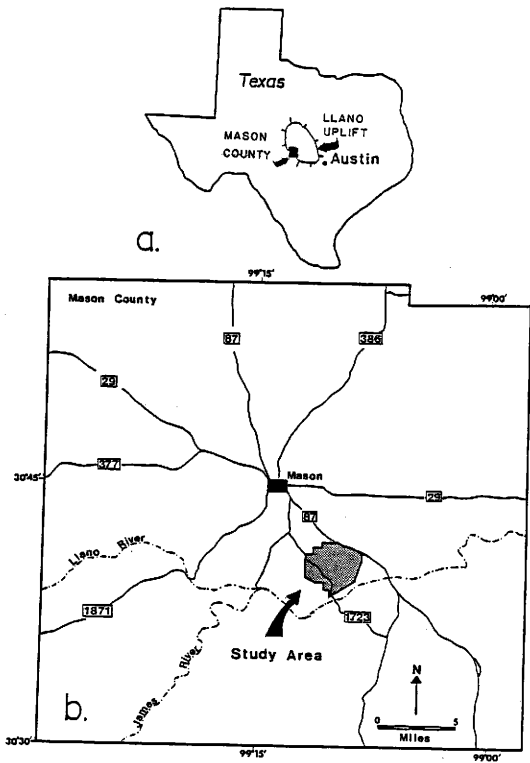 Texas
LLANO
UPLIFT
MASON
COUNTY
Austin
a.
99°15'
99°00'
Mason County
87
386
29
377
30°45'
Mason
29
87
Llano River
1871
1723
Study Area
James River
N
b.
0 5
Miles
30°30'
99°15'
99°00'